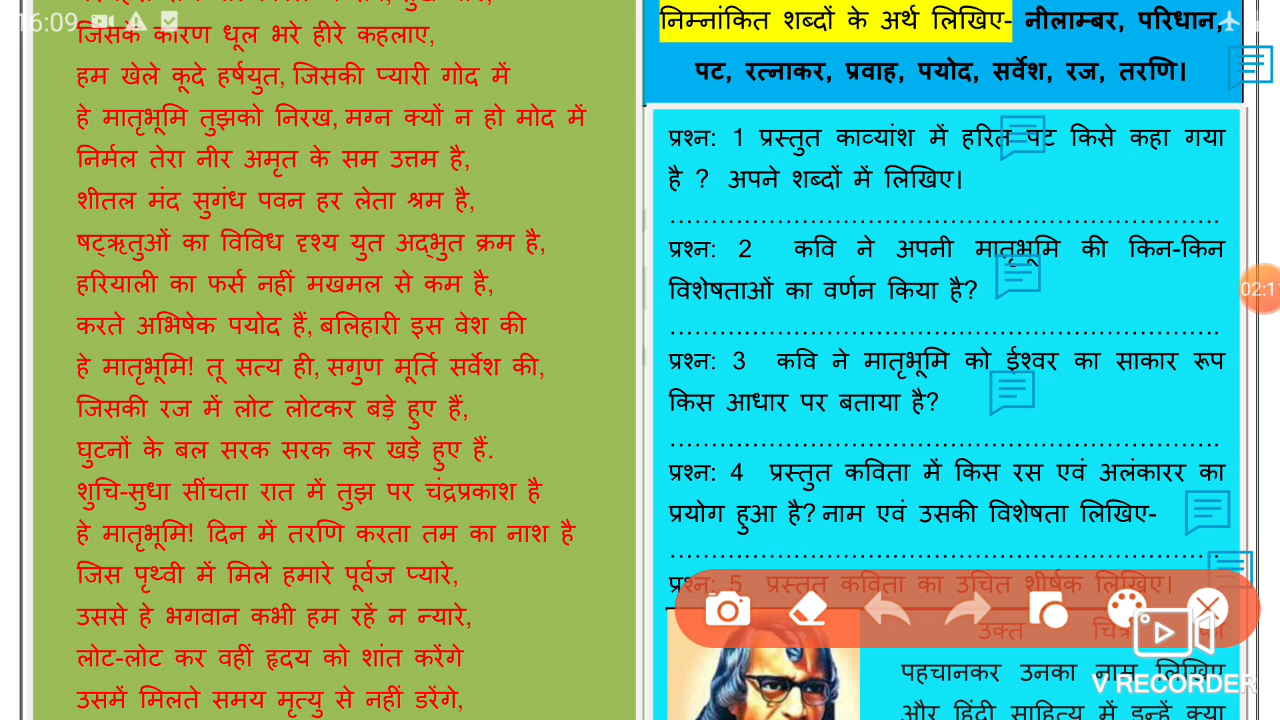 16:09
जिसके कारण धूल भरे हीरे कहलाए,
हम खेले कूदे हर्षयुत, जिसकी प्यारी गोद में
हे मातृभूमि तुझको निरख, मग्न क्यों न हो मोद में
निर्मल तेरा नीर अमृत के सम उत्तम है,
शीतल मंद सुगंध पवन हर लेता श्रम है,
षट्ऋतुओं का विविध दृश्य युत अद्भुत क्रम है,
हरियाली का फर्स नहीं मखमल से कम है,
करते अभिषेक पयोद हैं, बलिहारी इस वेश की
हे मातृभूमि! तू सत्य ही, सगुण मूर्ति सर्वेश की,
जिसकी रज में लोट लोटकर बड़े हुए हैं,
घुटनों के बल सरक सरक कर खड़े हुए हैं.
शुचि-सुधा सींचता रात में तुझ पर चंद्रप्रकाश है
हे मातृभूमि! दिन में तरणि करता तम का नाश है
जिस पृथ्वी में मिले हमारे पूर्वज प्यारे,
उससे हे भगवान कभी हम रहें न न्यारे,
लोट-लोट कर वहीं हृदय को शांत करेंगे
उसमें मिलते समय मृत्यु से नहीं डरेंगे,
निम्नांकित शब्दों के अर्थ लिखिए- नीलाम्बर, परिधान,
पट, रत्नाकर, प्रवाह, पयोद, सर्वेश, रज, तरणि।
प्रश्न: 1 प्रस्तुत काव्यांश में हरित पट किसे कहा गया
है ? अपने शब्दों में लिखिए।
प्रश्न: 2 कवि ने अपनी मातृभूमि की किन-किन
विशेषताओं का वर्णन किया है?
प्रश्न: 3 कवि ने मातृभूमि को ईश्वर का साकार रूप
किस आधार पर बताया है?
प्रश्न: 4 प्रस्तुत कविता में किस रस एवं अलंकारर का
प्रयोग हुआ है? नाम एवं उसकी विशेषता लिखिए-
प्रश्न: 5 प्रस्तुत कविता का उचित शीर्षक लिखिए।
उक्त चित्र को
पहचानकर उनका नाम लिखिए
और हिंदी साहित्य में इन्हें क्या
02:11
V RECORDER